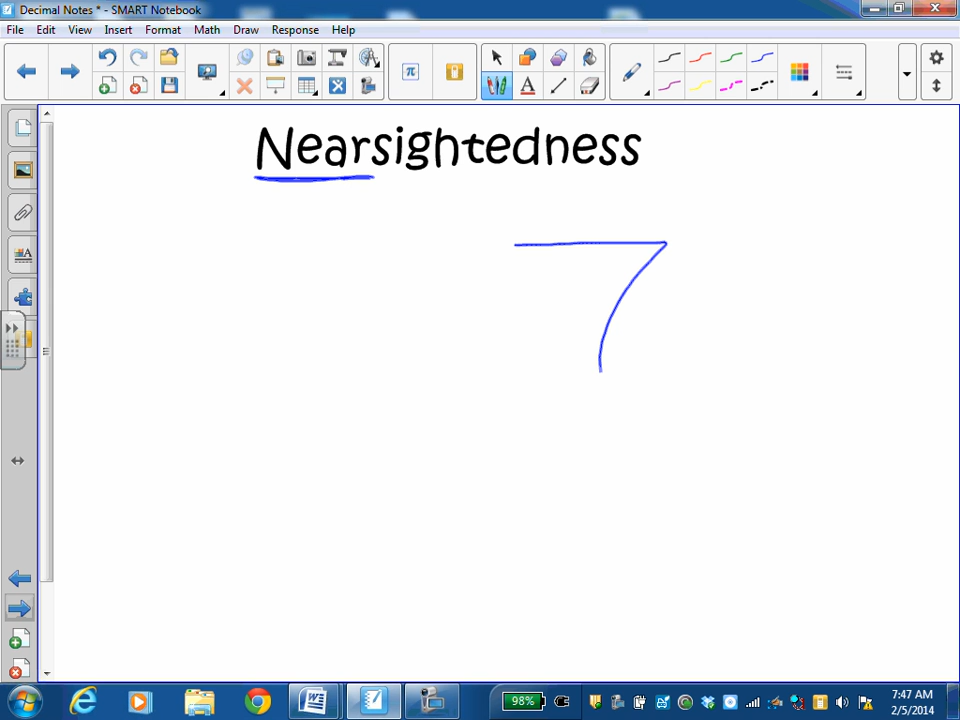 Decimal Notes * - SMART Notebook
File Edit View Insert Format Math Draw Response Help
Nearsightedness
7
98%
7:47 AM
2/5/2014